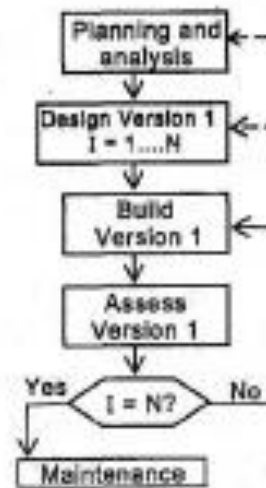 Planning and
analysis
Design Version 1
I = 1....N
Build
Version 1
Assess
Version 1
Yes
I = N?
No
Maintenance